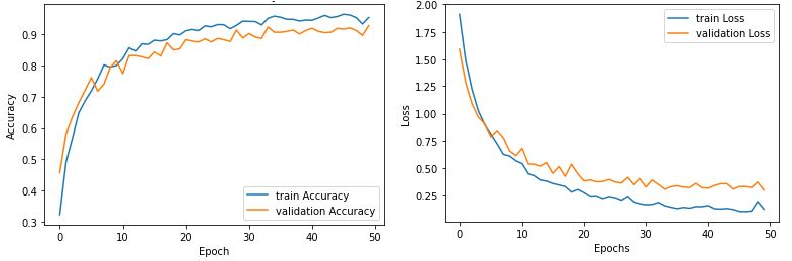 0.9
0.8
0.7
0.6
0.5
0.4
0.3
Accuracy
train Accuracy
validation Accuracy
0 10 20 30 40 50
Epoch
2.00
1.75
1.50
1.25
1.00
0.75
0.50
0.25
Loss
train Loss
validation Loss
0 10 20 30 40 50
Epochs